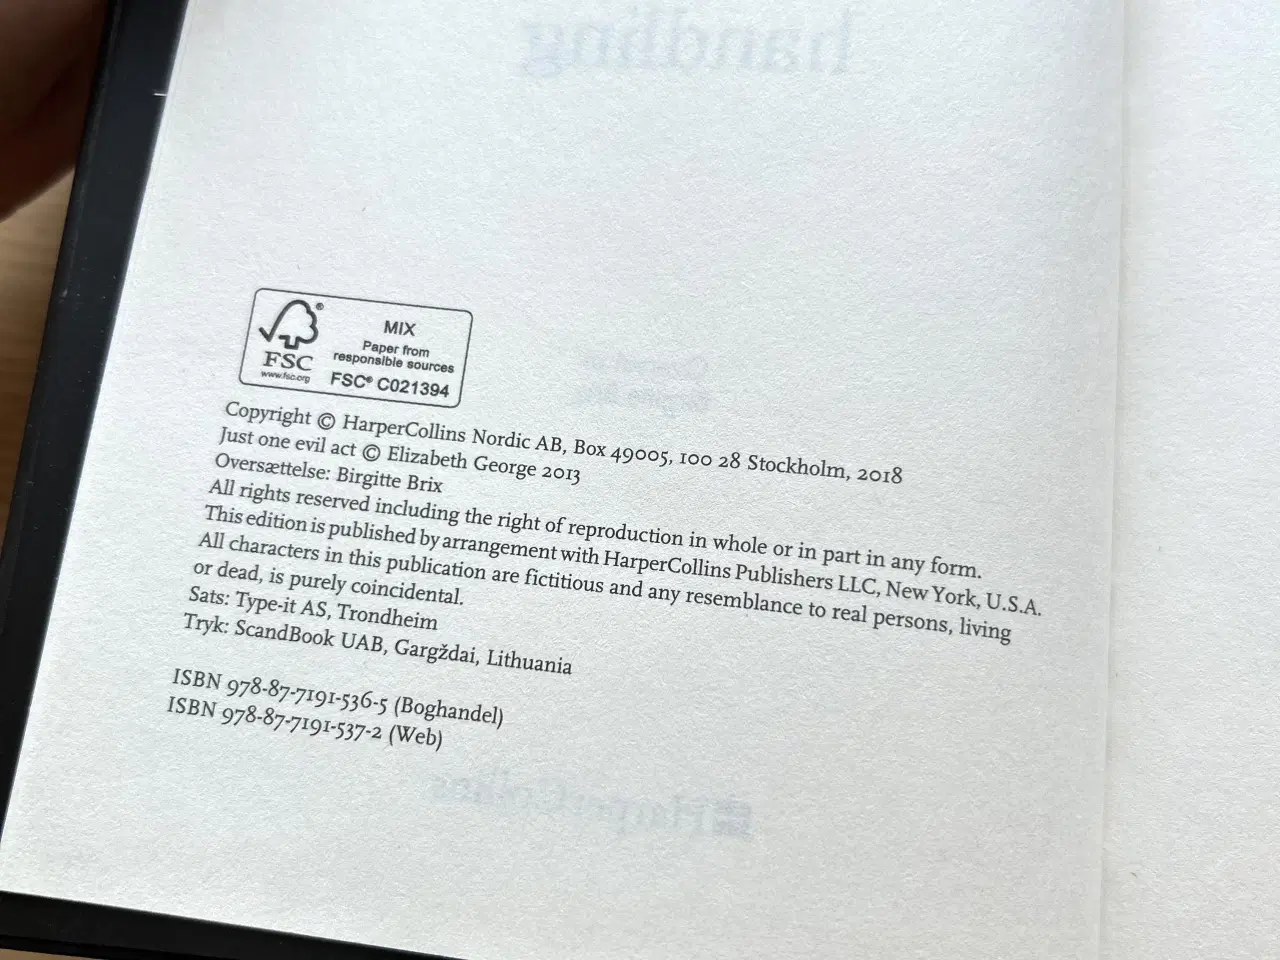 handling
FSC
www.fsc.org
MIX
Paper from
responsible sources
FSC® C021394
Copyright © HarperCollins Nordic AB, Box 49005, 100 28 Stockholm, 2018
Just one evil act © Elizabeth George 2013
Oversættelse: Birgitte Brix
All rights reserved including the right of reproduction in whole or in part in any form.
This edition is published by arrangement with HarperCollins Publishers LLC, New York, U.S.A.
All characters in this publication are fictitious and any resemblance to real persons, living
or dead, is purely coincidental.
Sats: Type-it AS, Trondheim
Tryk: ScandBook UAB, Gargždai, Lithuania
ISBN 978-87-7191-536-5 (Boghandel)
ISBN 978-87-7191-537-2 (Web)
HarperCollins